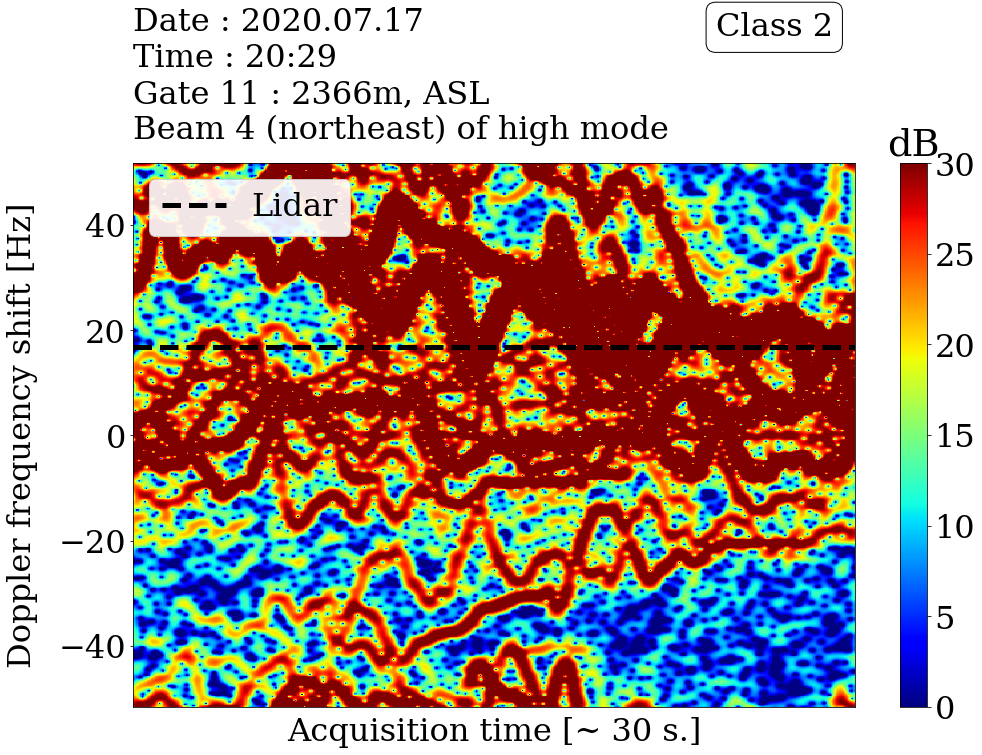 Date : 2020.07.17
Time : 20:29
Gate 11 : 2366m, ASL
Beam 4 (northeast) of high mode
Class 2
dB
Lidar
Doppler frequency shift [Hz]
40
20
0
−20
−40
30
25
20
15
10
5
0
Acquisition time [~ 30 s.]